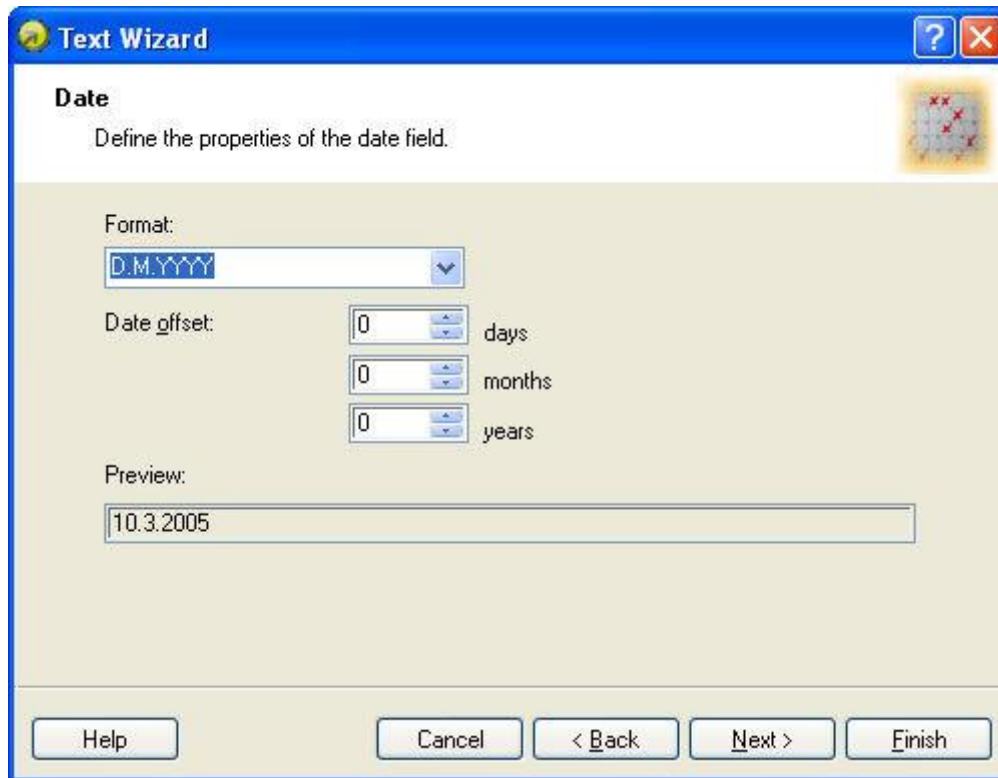 Text Wizard
?
Date
Define the properties of the date field.
Format:
D.M.YYYY
Date offset:
0 days
0 months
0 years
Preview:
10.3.2005
Help Cancel < Back Next > Finish